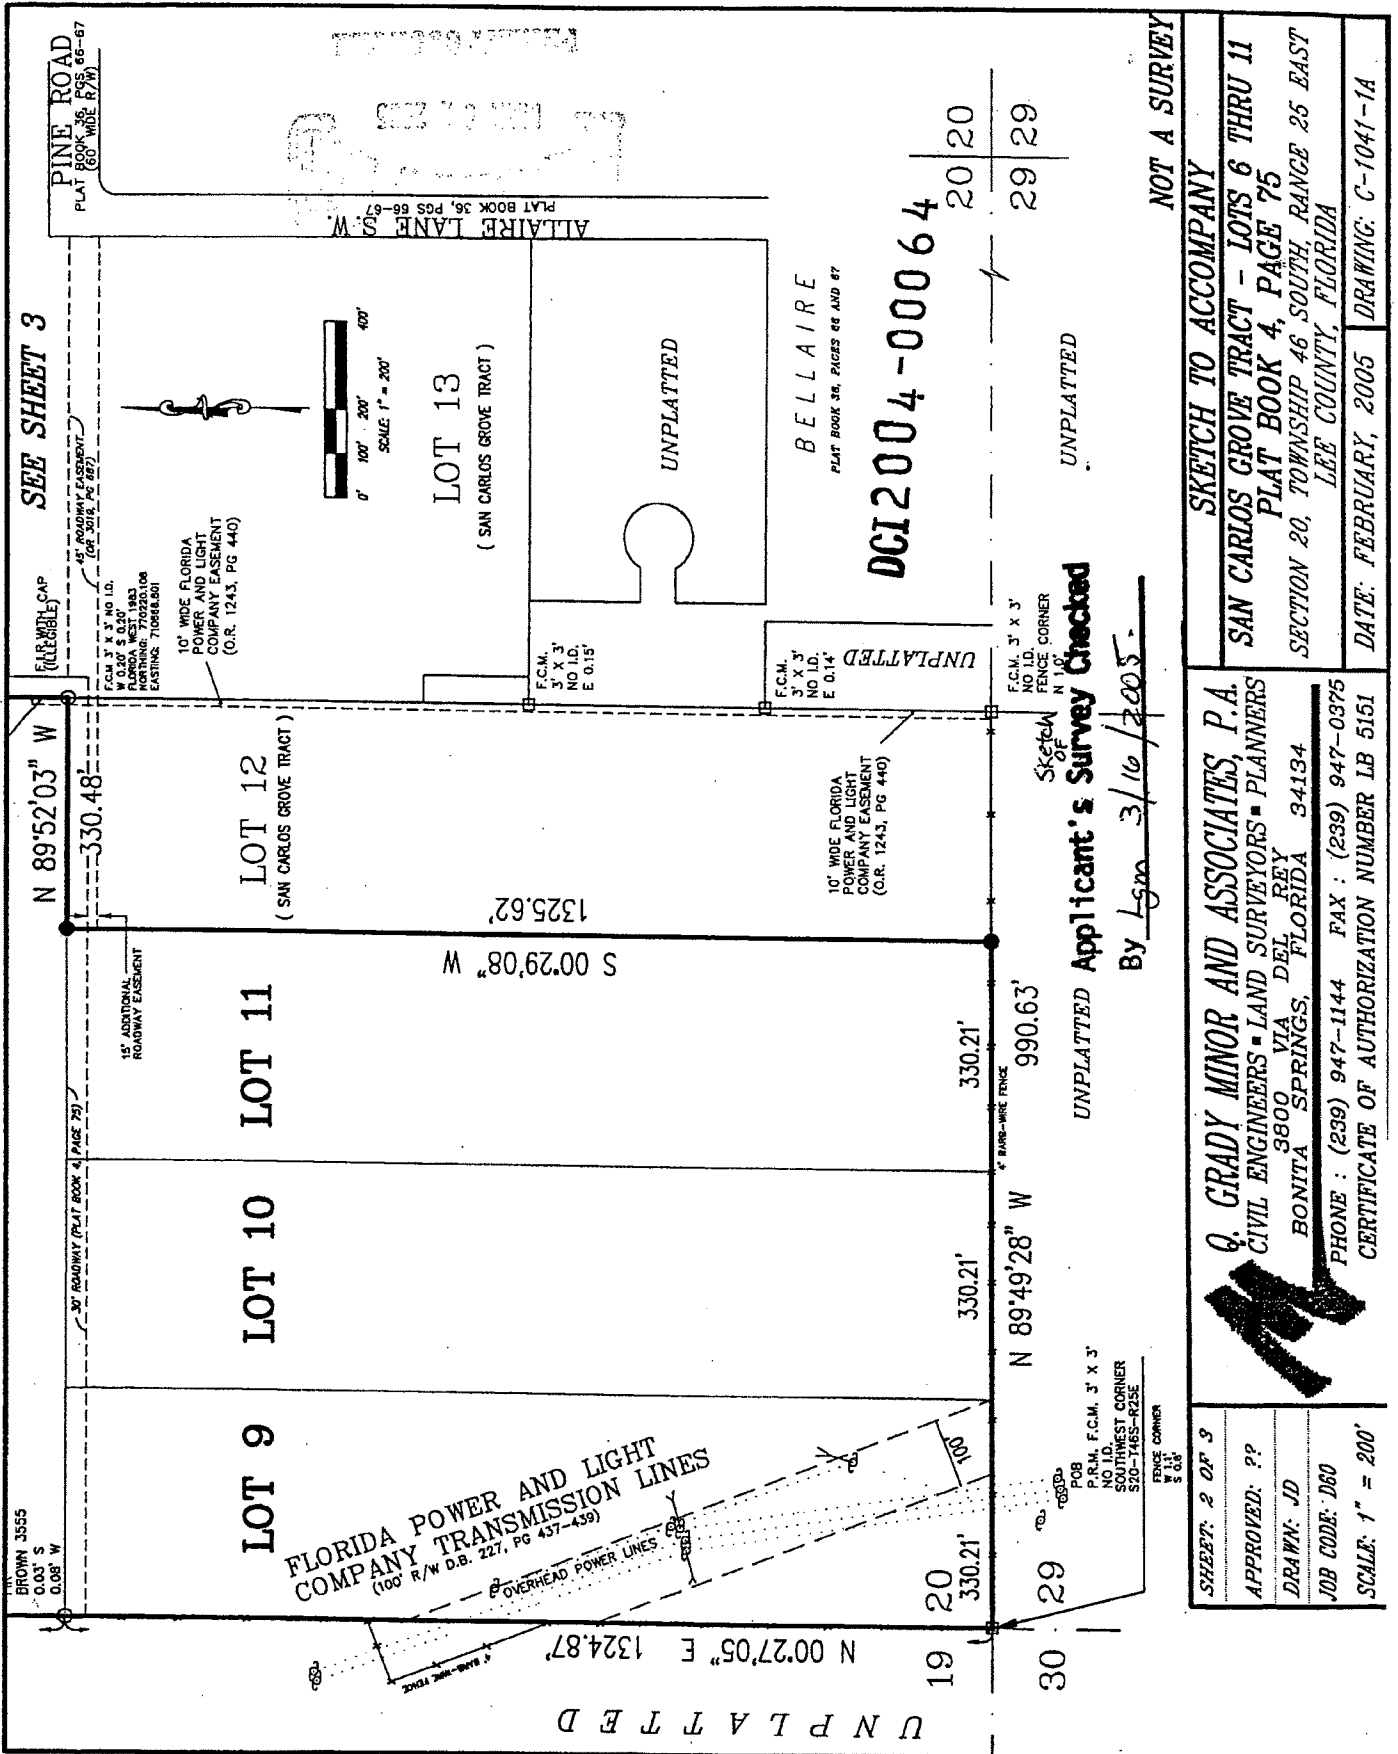 BROWN 3555
0.03' S
0.08' W
30' ROADWAY (PLAT BOOK 4, PAGE 75)
15' ADDITIONAL
ROADWAY EASEMENT
N 89°52'03" W
330.48'
F.I.R. WITH CAP
(ILLEGIBLE)
SEE SHEET 3
45' ROADWAY EASEMENT
(OR 3018, PG 887)
PINE ROAD
PLAT BOOK 36, PGS 66-67
(60' WIDE R/W)
F.C.M 3' X 3' NO I.D.
W 0.20' S 0.20'
FLORIDA WEST 1983
NORTHING: 770220.108
EASTING: 710648.801
10' WIDE FLORIDA
POWER AND LIGHT
COMPANY EASEMENT
(O.R. 1243, PG 440)
0' 100' 200' 400'
SCALE: 1" = 200'
LOT 9
LOT 10
LOT 11
LOT 12
( SAN CARLOS GROVE TRACT )
LOT 13
( SAN CARLOS GROVE TRACT )
ALLAIRE LANE S.W.
PLAT BOOK 36, PGS 66-67
FLORIDA POWER AND LIGHT
COMPANY TRANSMISSION LINES
(100' R/W D.B. 227, PG 437-439)
OVERHEAD POWER LINES
4' BARB-WIRE FENCE
100'
S 00°29'08" W
1325.62'
N 00°27'05" E 1324.87'
UNPLATTED
F.C.M.
3' X 3'
NO I.D.
E 0.15'
UNPLATTED
F.C.M.
3' X 3'
NO I.D.
E 0.14'
UNPLATTED
BELLAIRE
PLAT BOOK 36, PAGES 66 AND 67
DCI2004-00064
10' WIDE FLORIDA
POWER AND LIGHT
COMPANY EASEMENT
(O.R. 1243, PG 440)
19 20
30 29
330.21'
330.21'
330.21'
4' BARB-WIRE FENCE
N 89°49'28" W
990.63'
20 20
29 29
F.C.M. 3' X 3'
NO I.D.
FENCE CORNER
N 1.0'
UNPLATTED
UNPLATTED
POB
P.R.M. F.C.M. 3' X 3'
NO I.D.
SOUTHWEST CORNER
S20-T46S-R25E
FENCE CORNER
W 1.1'
S 0.6'
Sketch
OF
Applicant's Survey Checked
By Lgm 3/16/2005.
NOT A SURVEY
SHEET: 2 OF 3
APPROVED: ??
DRAWN: JD
JOB CODE: D60
SCALE: 1" = 200'
Q. GRADY MINOR AND ASSOCIATES, P.A.
CIVIL ENGINEERS ▪ LAND SURVEYORS ▪ PLANNERS
3800 VIA DEL REY
BONITA SPRINGS, FLORIDA 34134
PHONE : (239) 947-1144 FAX : (239) 947-0375
CERTIFICATE OF AUTHORIZATION NUMBER LB 5151
SKETCH TO ACCOMPANY
SAN CARLOS GROVE TRACT - LOTS 6 THRU 11
PLAT BOOK 4, PAGE 75
SECTION 20, TOWNSHIP 46 SOUTH, RANGE 25 EAST
LEE COUNTY, FLORIDA
DATE: FEBRUARY, 2005
DRAWING: C-1041-1A